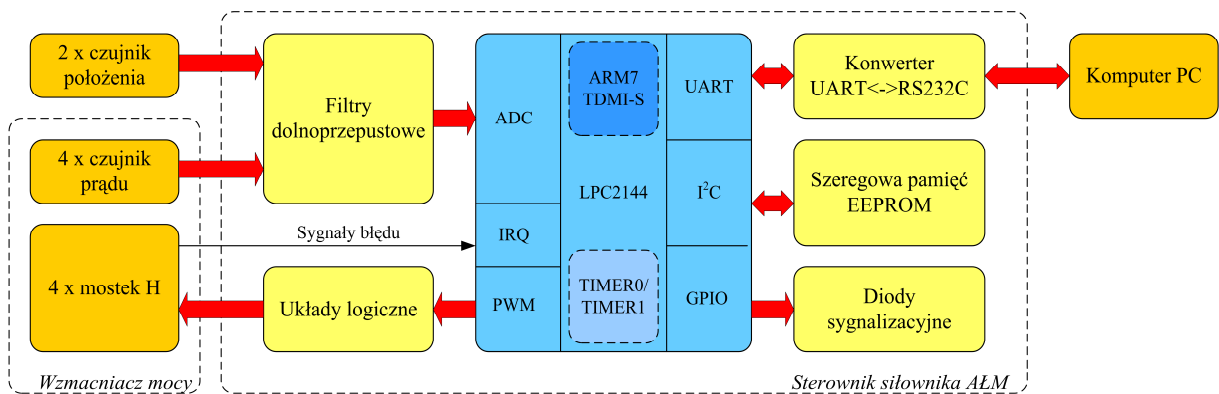 2 x czujnik
położenia
4 x czujnik
prądu
4 x mostek H
Wzmacniacz mocy
Filtry
dolnoprzepustowe
Sygnały błędu
Układy logiczne
ADC
IRQ
PWM
ARM7
TDMI-S
LPC2144
TIMER0/
TIMER1
UART
I²C
GPIO
Konwerter
UART<->RS232C
Szeregowa pamięć
EEPROM
Diody
sygnalizacyjne
Sterownik siłownika AŁM
Komputer PC